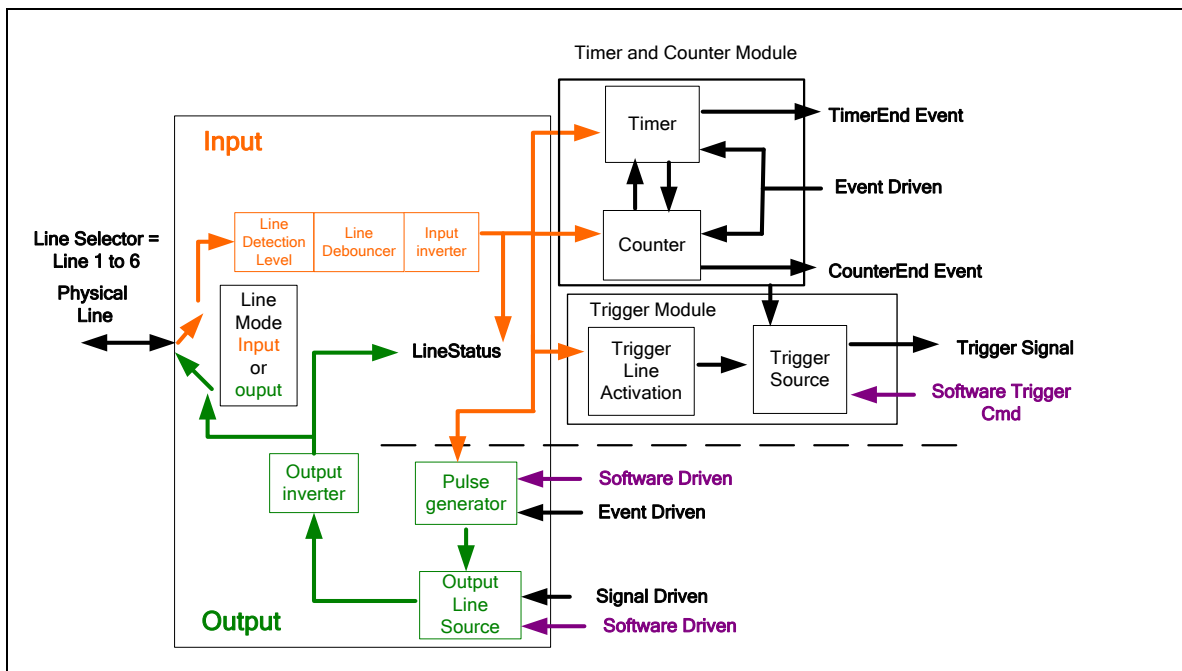 Timer and Counter Module
Timer
TimerEnd Event
Event Driven
Counter
CounterEnd Event
Input
Line Selector =
Line 1 to 6
Physical
Line
Line
Detection
Level
Line
Debouncer
Input
inverter
Line
Mode
Input
or
ouput
LineStatus
Trigger Module
Trigger
Line
Activation
Trigger
Source
Trigger Signal
Software Trigger
Cmd
Output
inverter
Pulse
generator
Software Driven
Event Driven
Output
Line
Source
Signal Driven
Software Driven
Output